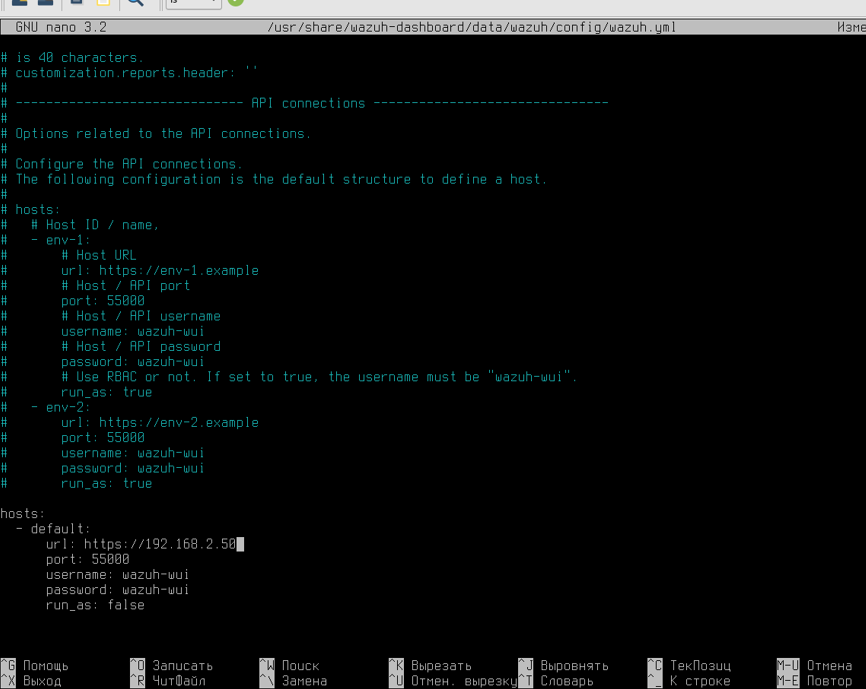 GNU nano 3.2 /usr/share/wazuh-dashboard/data/wazuh/config/wazuh.yml
# is 40 characters.
# customization.reports.header: ''
#
# ------------------------------ API connections -------------------------------
#
# Options related to the API connections.
#
# Configure the API connections.
# The following configuration is the default structure to define a host.
#
# hosts:
#   # Host ID / name,
#   - env-1:
#       # Host URL
#       url: https://env-1.example
#       # Host / API port
#       port: 55000
#       # Host / API username
#       username: wazuh-wui
#       # Host / API password
#       password: wazuh-wui
#       # Use RBAC or not. If set to true, the username must be "wazuh-wui".
#       run_as: true
#   - env-2:
#       url: https://env-2.example
#       port: 55000
#       username: wazuh-wui
#       password: wazuh-wui
#       run_as: true
hosts:
  - default:
      url: https://192.168.2.50
      port: 55000
      username: wazuh-wui
      password: wazuh-wui
      run_as: false
^G Помощь ^O Записать ^W Поиск ^K Вырезать ^J Выровнять ^C ТекПозиц M-U Отмена
^X Выход ^R ЧитФайл ^\ Замена ^U Отмен. вырезку ^T Словарь ^_ К строке M-E Повтор